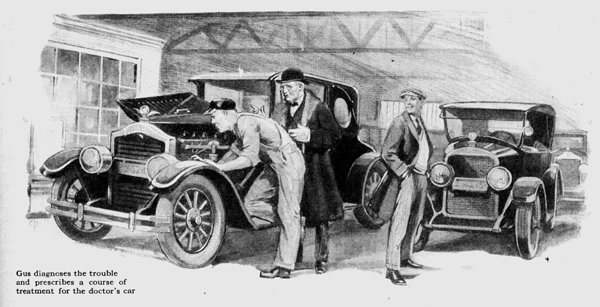 Gus diagnoses the trouble
and prescribes a course of
treatment for the doctor's car